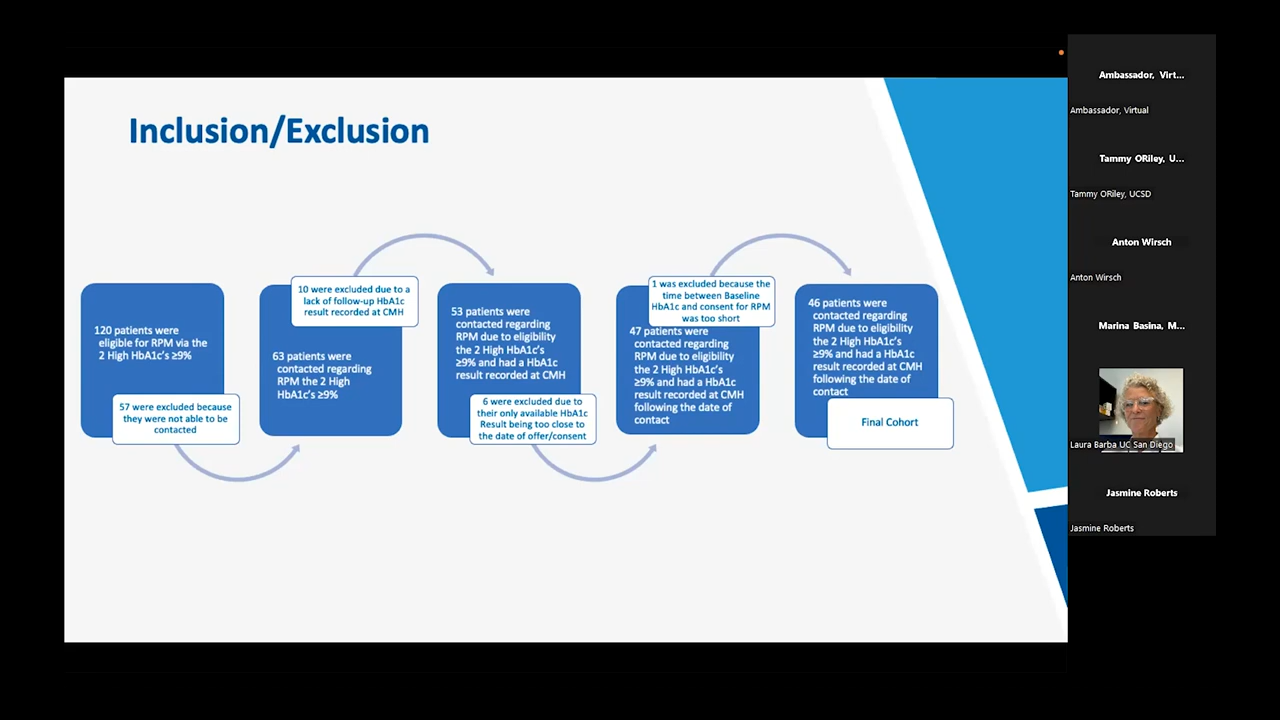 Inclusion/Exclusion
120 patients were
eligible for RPM via the
2 High HbA1c's ≥9%
57 were excluded because
they were not able to be
contacted
63 patients were
contacted regarding
RPM the 2 High
HbA1c's ≥9%
10 were excluded due to a
lack of follow-up HbA1c
result recorded at CMH
53 patients were
contacted regarding
RPM due to eligibility
the 2 High HbA1c's
≥9% and had a HbA1c
result recorded at CMH
6 were excluded due to
their only available HbA1c
Result being too close to
the date of offer/consent
47 patients were
contacted regarding
RPM due to eligibility
the 2 High HbA1c's
≥9% and had a HbA1c
result recorded at CMH
following the date of
contact
1 was excluded because the
time between Baseline
HbA1c and consent for RPM
was too short
46 patients were
contacted regarding
RPM due to eligibility
the 2 High HbA1c's
≥9% and had a HbA1c
result recorded at CMH
following the date of
contact
Final Cohort
Ambassador, Virt...
Ambassador, Virtual
Tammy ORiley, U...
Tammy ORiley, UCSD
Anton Wirsch
Anton Wirsch
Marina Basina, M...
Laura Barba UC San Diego
Jasmine Roberts
Jasmine Roberts